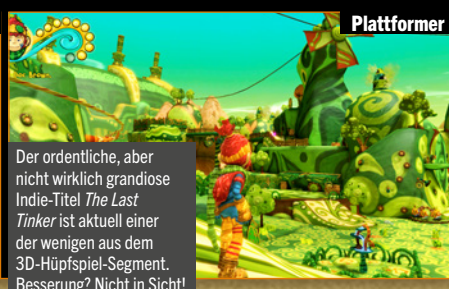 Plattformer
Der ordentliche, aber
nicht wirklich grandiose
Indie-Titel The Last
Tinker ist aktuell einer
der wenigen aus dem
3D-Hüpfspiel-Segment.
Besserung? Nicht in Sicht!